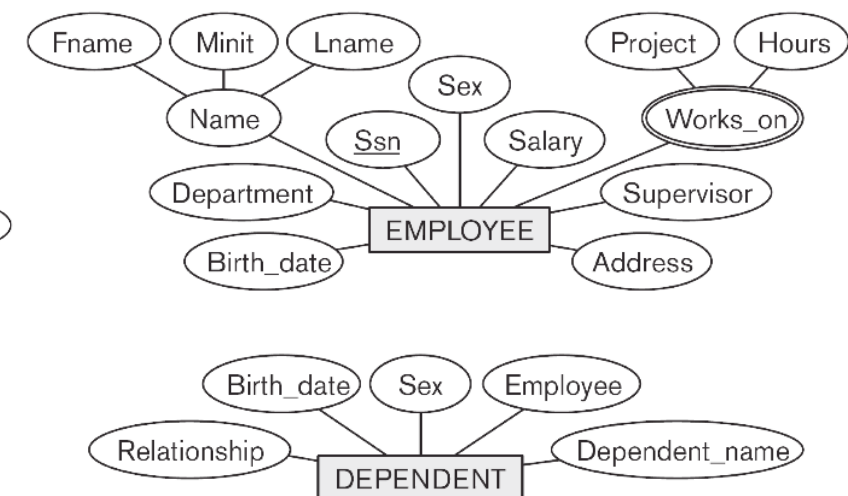 Fname Minit Lname Project Hours
Sex
Name Ssn Salary Works_on
Department Supervisor
EMPLOYEE
Birth_date Address
Birth_date Sex Employee
Relationship Dependent_name
DEPENDENT